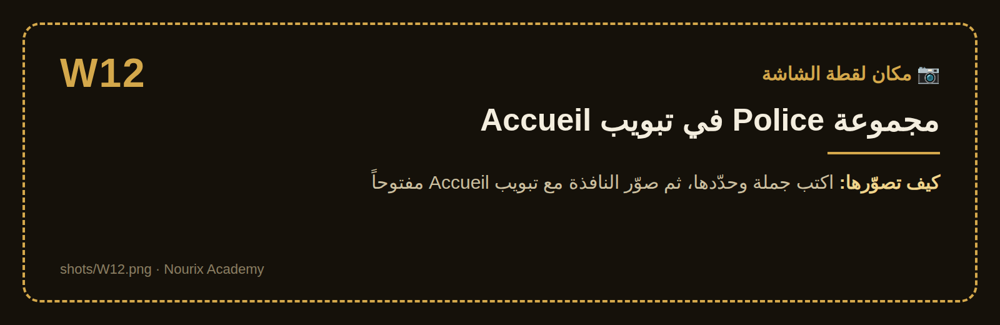 W12
📷 مكان لقطة الشاشة
مجموعة Police في تبويب Accueil
كيف تصوّرها: اكتب جملة وحدّدها، ثم صوّر النافذة مع تبويب Accueil مفتوحاً
shots/W12.png · Nourix Academy